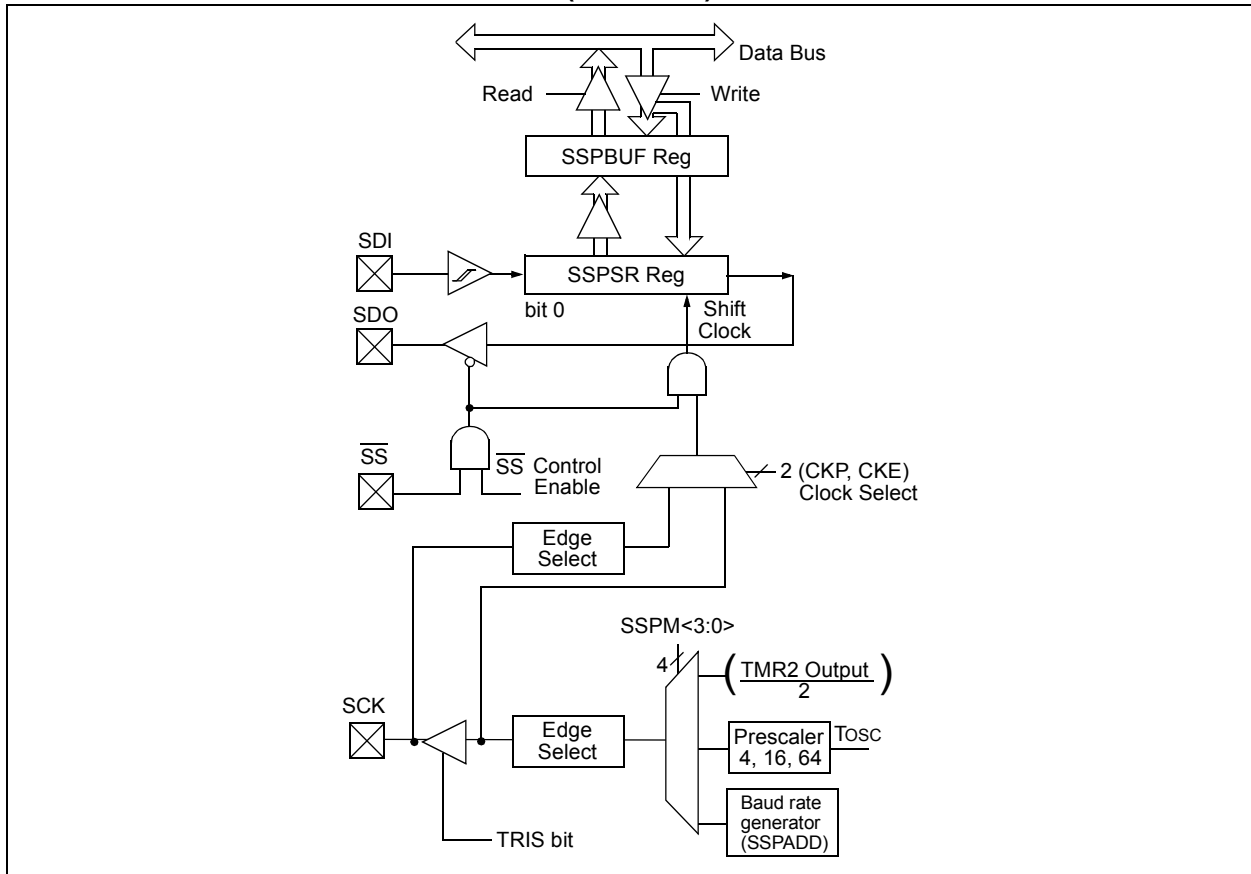 Data Bus
Read
Write
SSPBUF Reg
SDI
SSPSR Reg
bit 0
Shift
Clock
SDO
SS
SS Control
Enable
2 (CKP, CKE)
Clock Select
Edge
Select
SSPM<3:0>
4
(TMR2 Output)
2
SCK
Edge
Select
Prescaler
4, 16, 64
TOSC
Baud rate
generator
(SSPADD)
TRIS bit